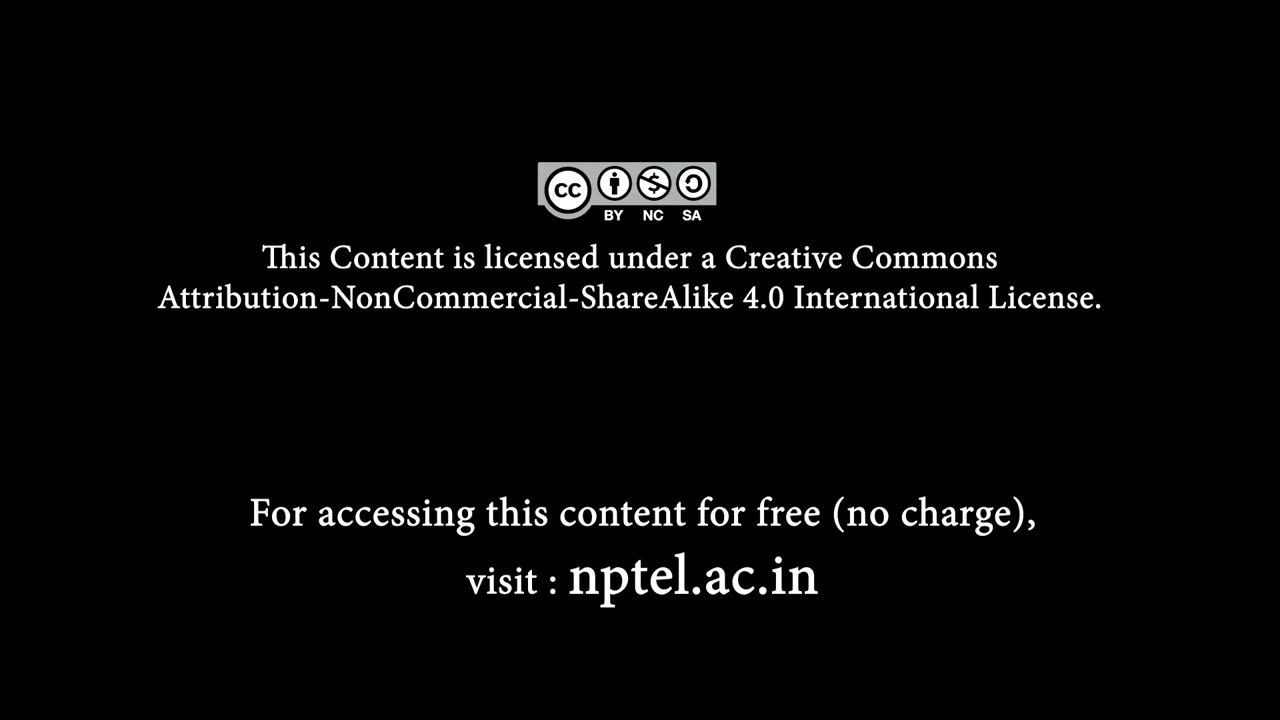 cc
BY NC SA
This Content is licensed under a Creative Commons
Attribution-NonCommercial-ShareAlike 4.0 International License.
For accessing this content for free (no charge),
visit : nptel.ac.in